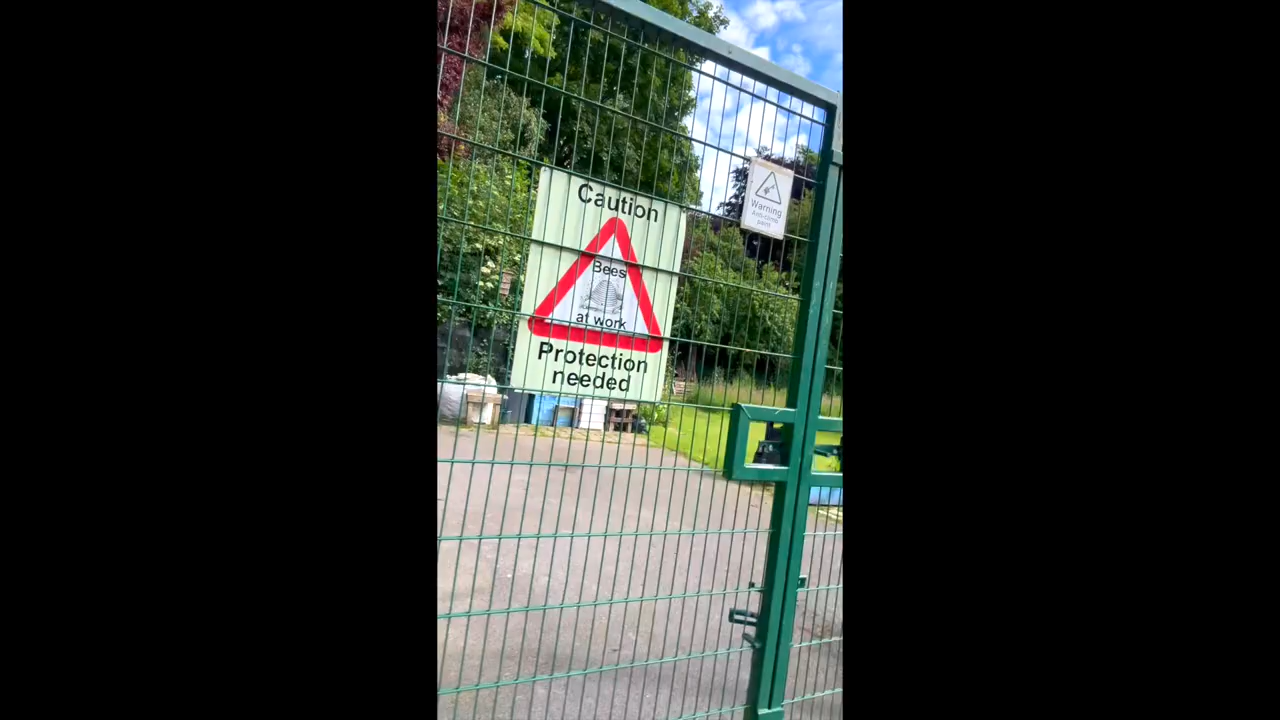 Caution
Bees
at work
Protection
needed
Warning
Anti-climb
paint